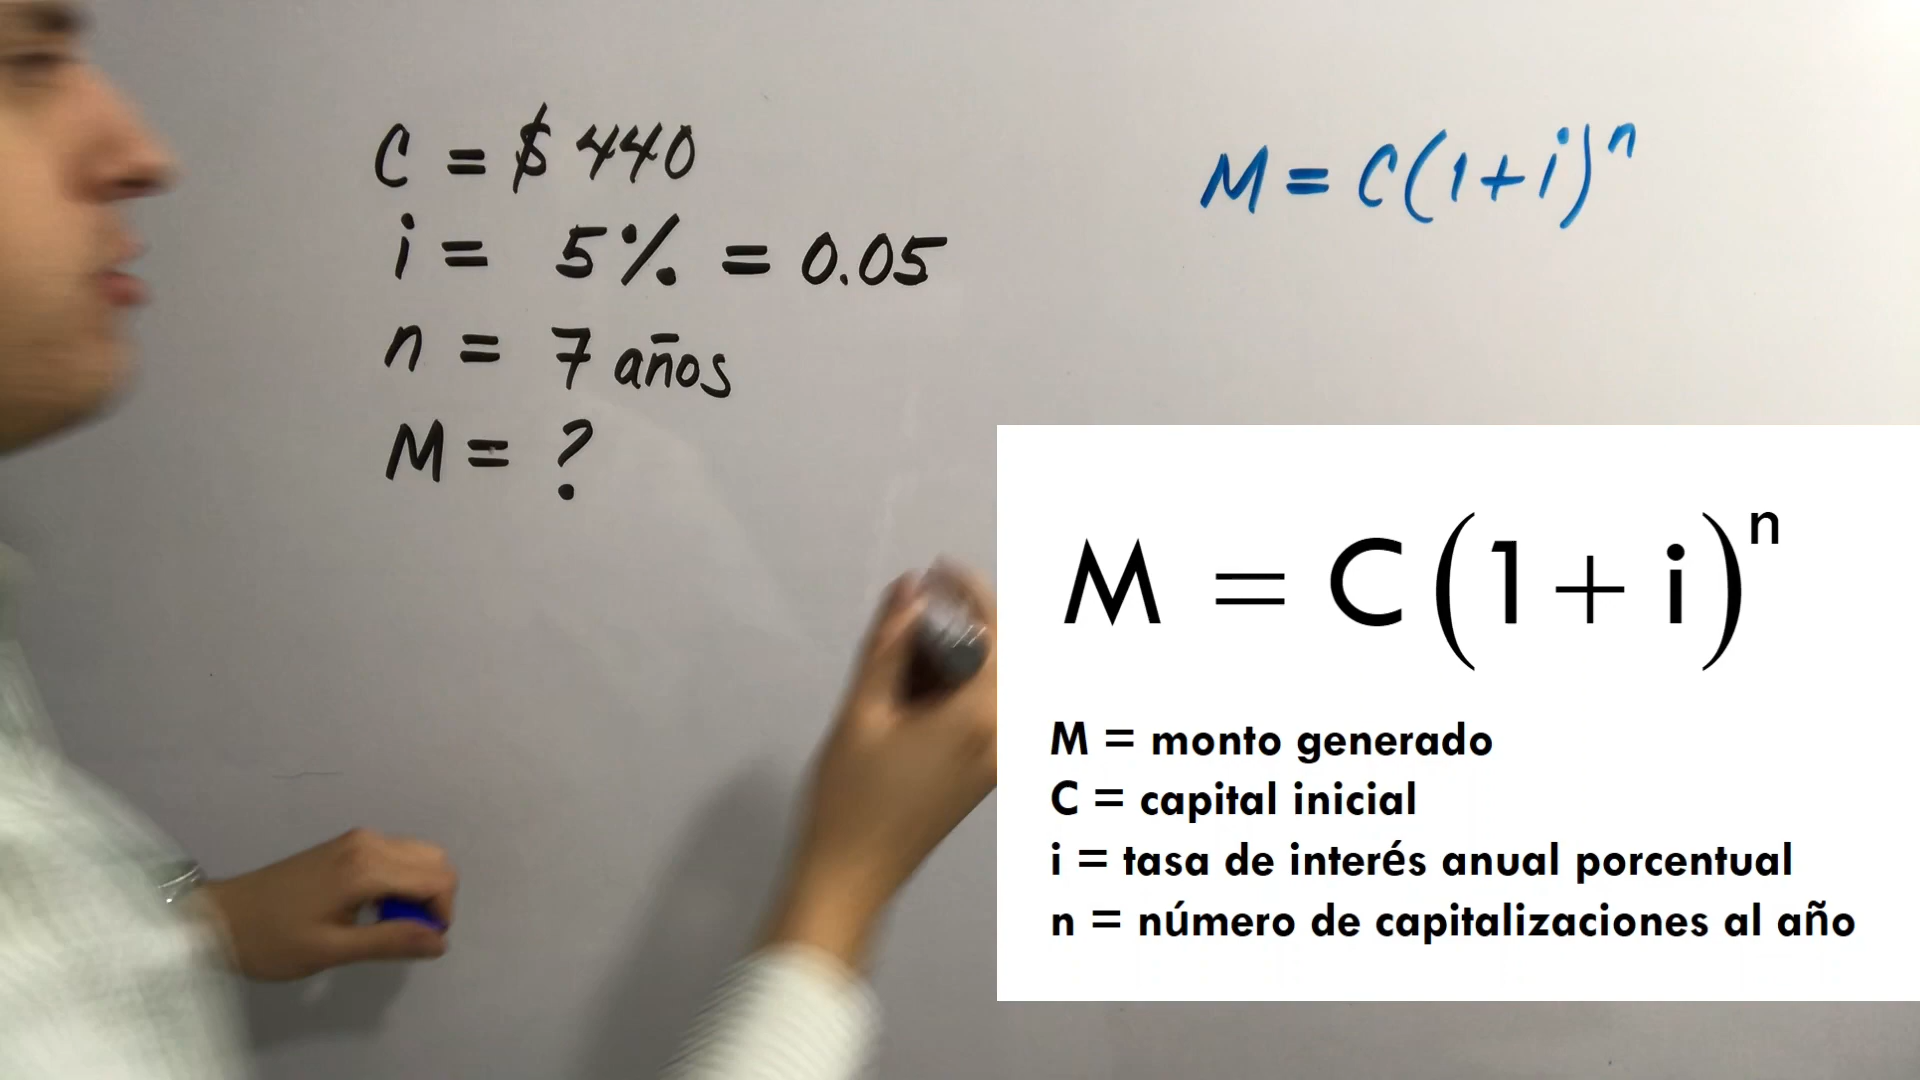 C = $ 440
i = 5% = 0.05
n = 7 años
M = ?
M = C(1+i)ⁿ
M = C(1+i)ⁿ
M = monto generado
C = capital inicial
i = tasa de interés anual porcentual
n = número de capitalizaciones al año